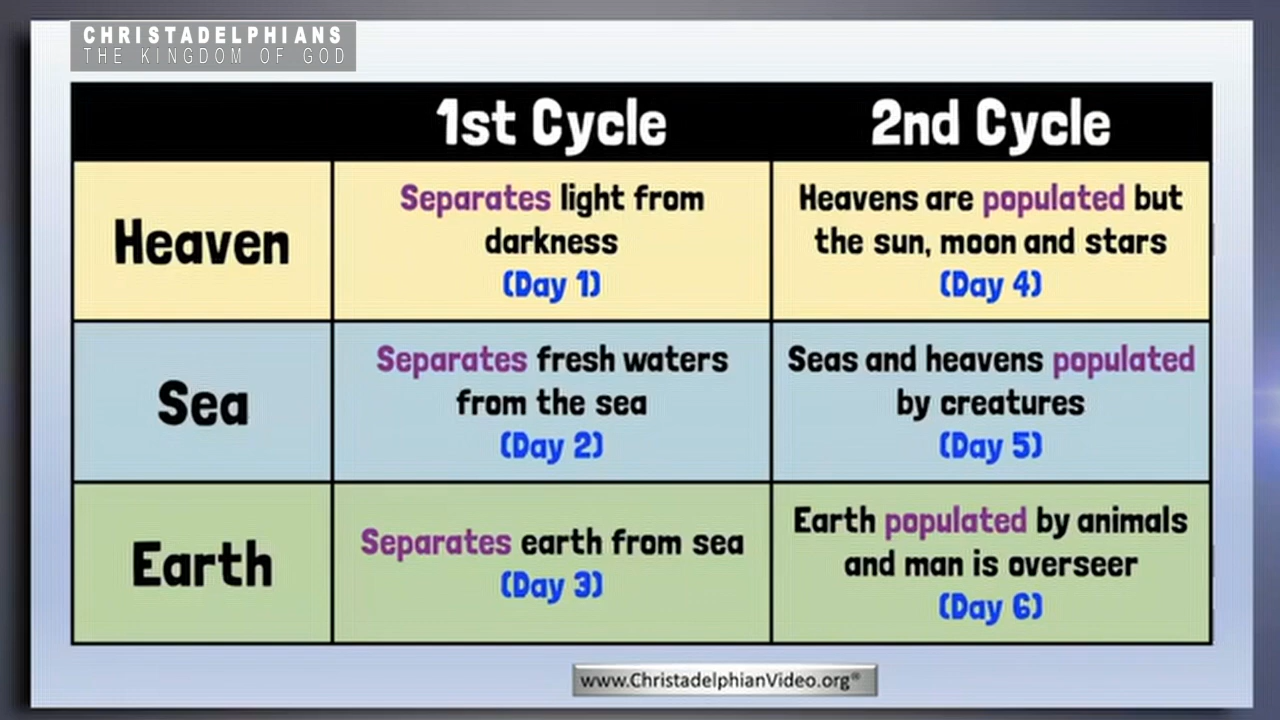 CHRISTADELPHIANS
THE KINGDOM OF GOD
1st Cycle
2nd Cycle
Heaven
Separates light from
darkness
(Day 1)
Heavens are populated but
the sun, moon and stars
(Day 4)
Sea
Separates fresh waters
from the sea
(Day 2)
Seas and heavens populated
by creatures
(Day 5)
Earth
Separates earth from sea
(Day 3)
Earth populated by animals
and man is overseer
(Day 6)
www.ChristadelphianVideo.org®